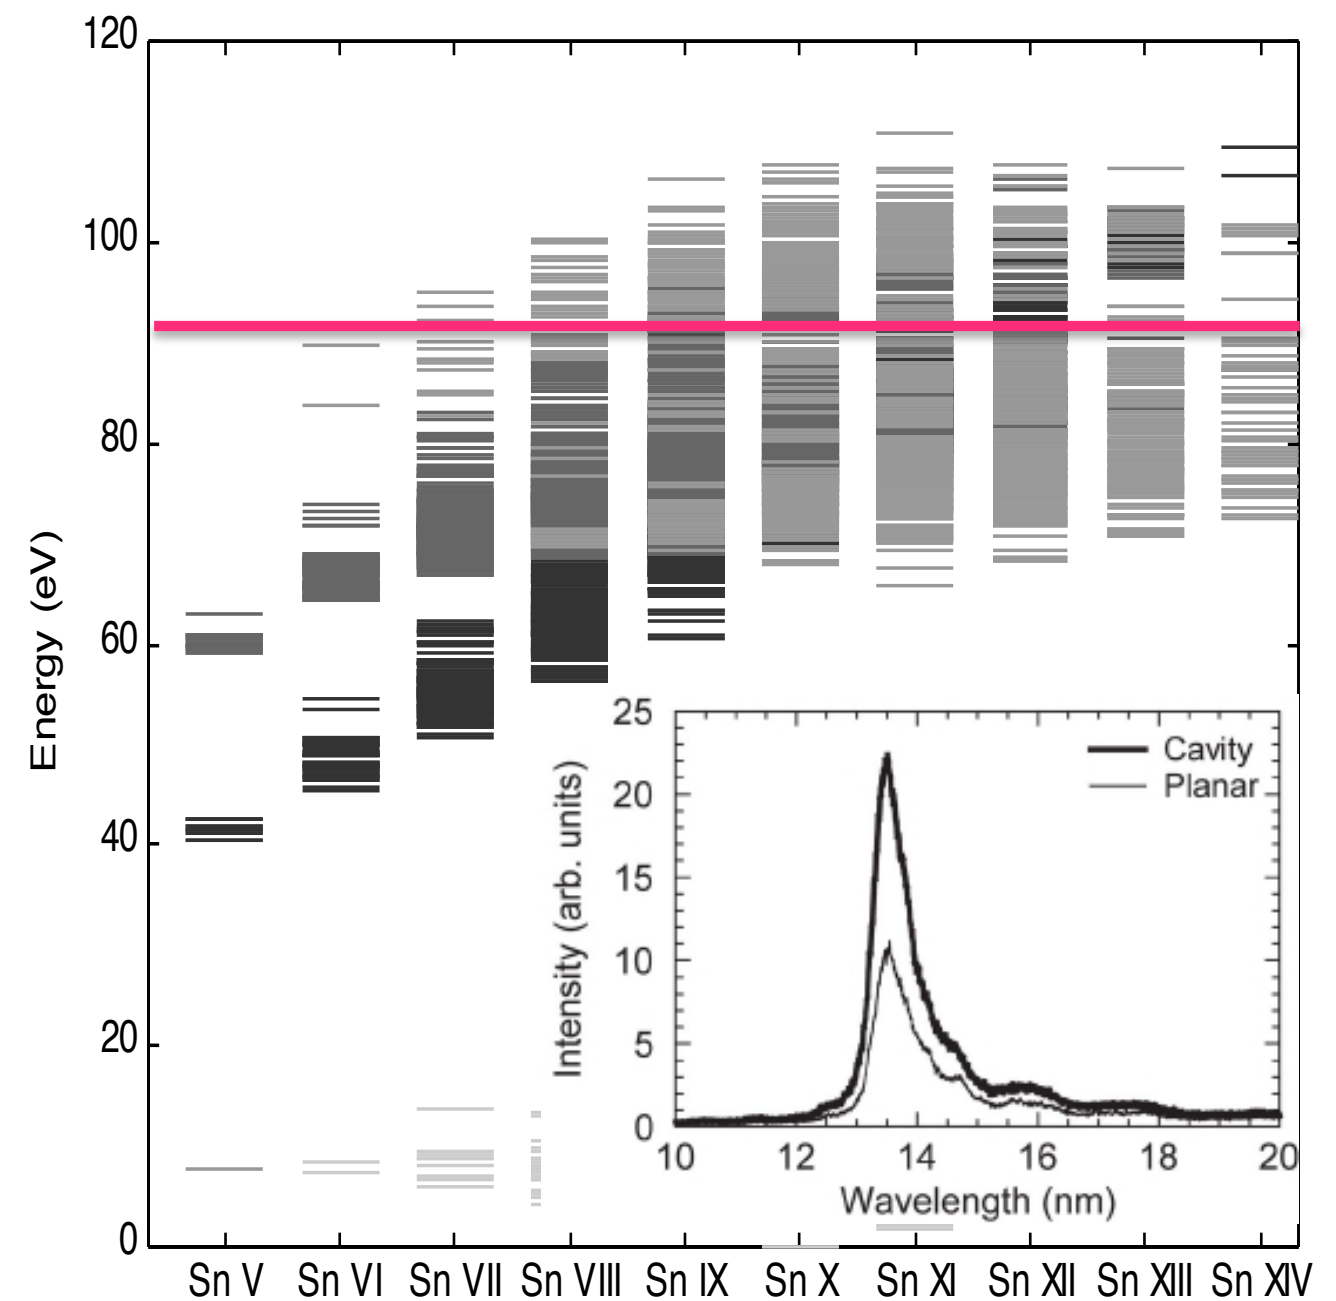 120
100
80
60
40
20
0
Energy (eV)
Sn V Sn VI Sn VII Sn VIII Sn IX Sn X Sn XI Sn XII Sn XIII Sn XIV
25
20
15
10
5
0
Intensity (arb. units)
Cavity
Planar
10 12 14 16 18 20
Wavelength (nm)